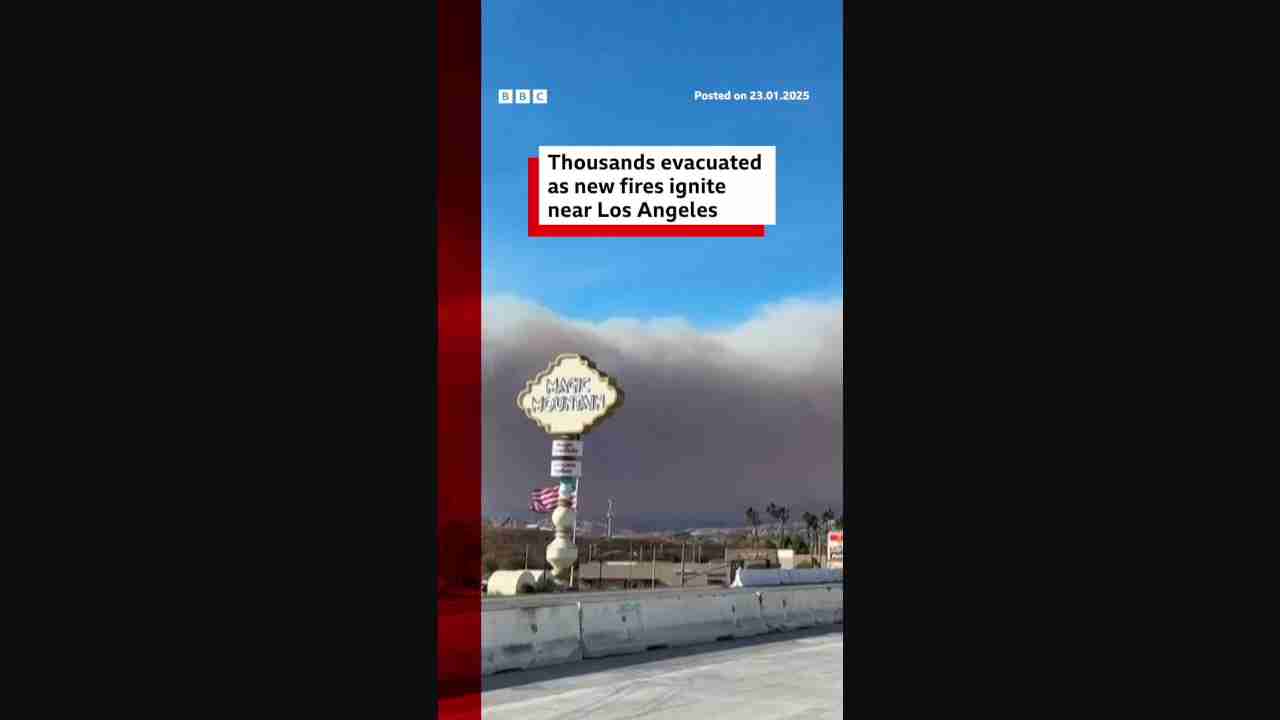 BBC
Posted on 23.01.2025
Thousands evacuated
as new fires ignite
near Los Angeles
MAGIC
MOUNTAIN